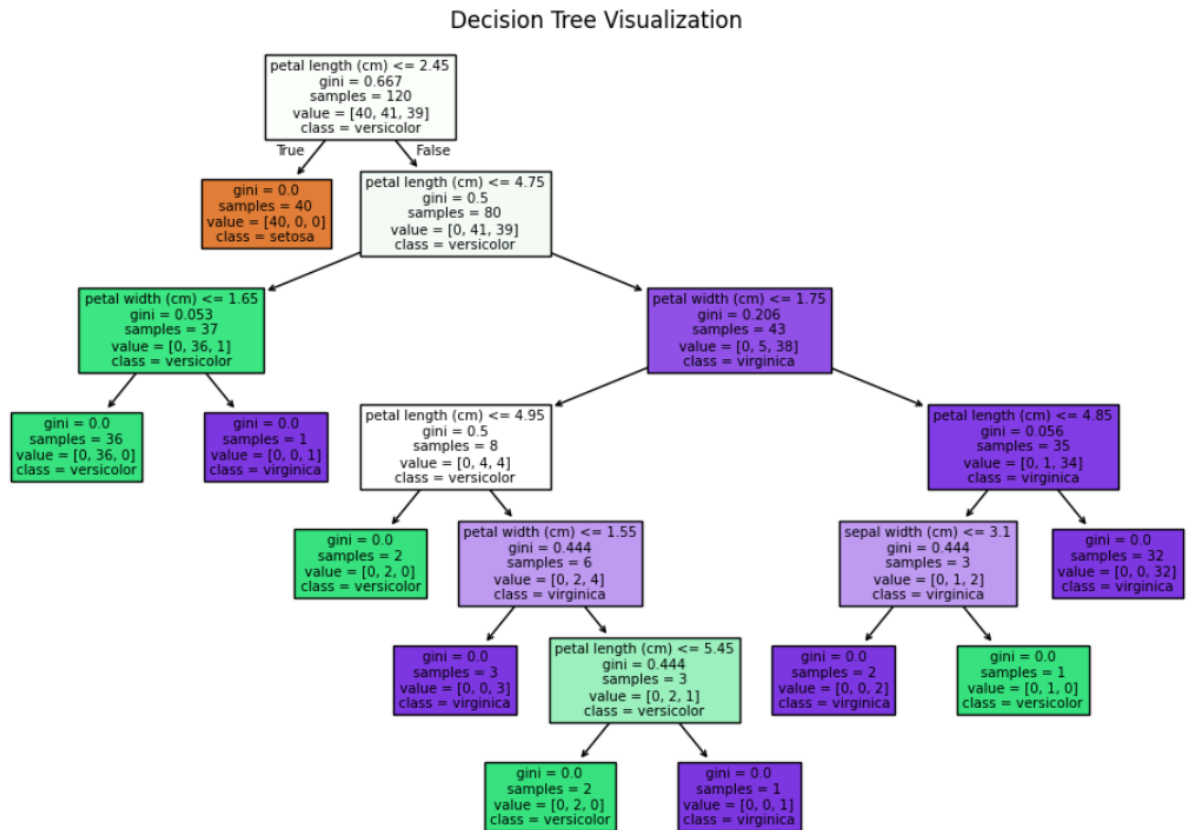 Decision Tree Visualization
petal length (cm) <= 2.45
gini = 0.667
samples = 120
value = [40, 41, 39]
class = versicolor
True
False
gini = 0.0
samples = 40
value = [40, 0, 0]
class = setosa
petal length (cm) <= 4.75
gini = 0.5
samples = 80
value = [0, 41, 39]
class = versicolor
petal width (cm) <= 1.65
gini = 0.053
samples = 37
value = [0, 36, 1]
class = versicolor
petal width (cm) <= 1.75
gini = 0.206
samples = 43
value = [0, 5, 38]
class = virginica
gini = 0.0
samples = 36
value = [0, 36, 0]
class = versicolor
gini = 0.0
samples = 1
value = [0, 0, 1]
class = virginica
petal length (cm) <= 4.95
gini = 0.5
samples = 8
value = [0, 4, 4]
class = versicolor
petal length (cm) <= 4.85
gini = 0.056
samples = 35
value = [0, 1, 34]
class = virginica
gini = 0.0
samples = 2
value = [0, 2, 0]
class = versicolor
petal width (cm) <= 1.55
gini = 0.444
samples = 6
value = [0, 2, 4]
class = virginica
sepal width (cm) <= 3.1
gini = 0.444
samples = 3
value = [0, 1, 2]
class = virginica
gini = 0.0
samples = 32
value = [0, 0, 32]
class = virginica
gini = 0.0
samples = 3
value = [0, 0, 3]
class = virginica
petal length (cm) <= 5.45
gini = 0.444
samples = 3
value = [0, 2, 1]
class = versicolor
gini = 0.0
samples = 2
value = [0, 0, 2]
class = virginica
gini = 0.0
samples = 1
value = [0, 1, 0]
class = versicolor
gini = 0.0
samples = 2
value = [0, 2, 0]
class = versicolor
gini = 0.0
samples = 1
value = [0, 0, 1]
class = virginica